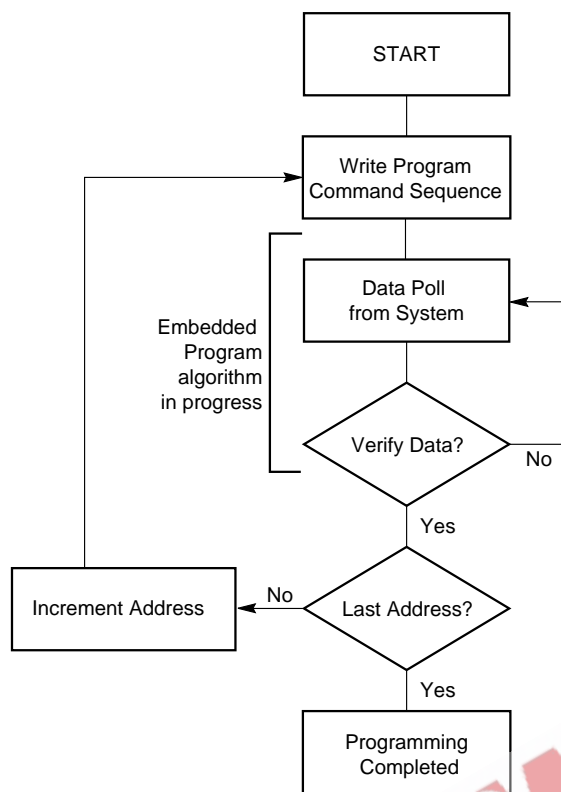 START
Write Program
Command Sequence
Data Poll
from System
Embedded
Program
algorithm
in progress
Verify Data?
No
Yes
No
Increment Address
Last Address?
Yes
Programming
Completed